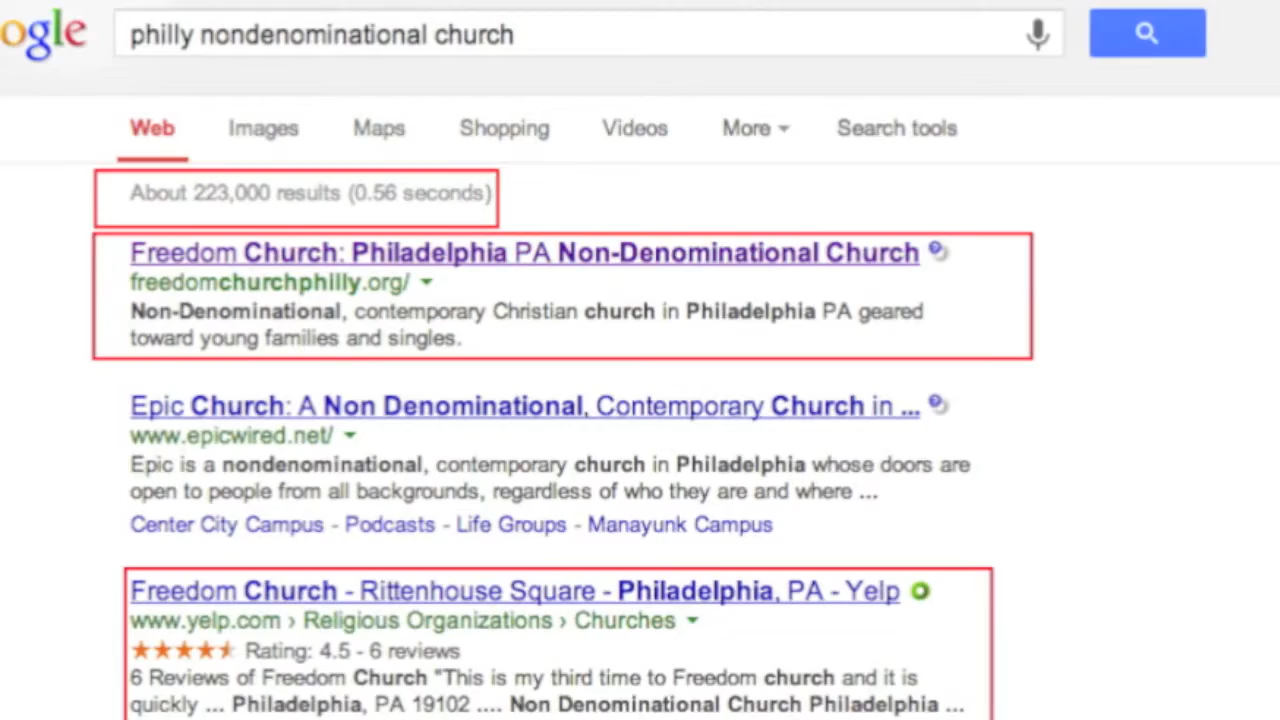 ogle philly nondenominational church
Web Images Maps Shopping Videos More Search tools
About 223,000 results (0.56 seconds)
Freedom Church: Philadelphia PA Non-Denominational Church
freedomchurchphilly.org/
Non-Denominational, contemporary Christian church in Philadelphia PA geared
toward young families and singles.
Epic Church: A Non Denominational, Contemporary Church in ...
www.epicwired.net/
Epic is a nondenominational, contemporary church in Philadelphia whose doors are
open to people from all backgrounds, regardless of who they are and where ...
Center City Campus - Podcasts - Life Groups - Manayunk Campus
Freedom Church - Rittenhouse Square - Philadelphia, PA - Yelp
www.yelp.com › Religious Organizations › Churches
Rating: 4.5 - 6 reviews
6 Reviews of Freedom Church "This is my third time to Freedom church and it is
quickly ... Philadelphia, PA 19102 .... Non Denominational Church Philadelphia ...